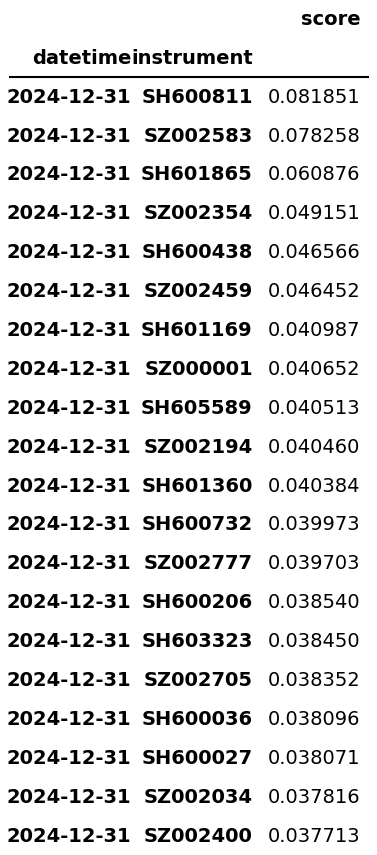 score
datetime instrument
2024-12-31 SH600811 0.081851
2024-12-31 SZ002583 0.078258
2024-12-31 SH601865 0.060876
2024-12-31 SZ002354 0.049151
2024-12-31 SH600438 0.046566
2024-12-31 SZ002459 0.046452
2024-12-31 SH601169 0.040987
2024-12-31 SZ000001 0.040652
2024-12-31 SH605589 0.040513
2024-12-31 SZ002194 0.040460
2024-12-31 SH601360 0.040384
2024-12-31 SH600732 0.039973
2024-12-31 SZ002777 0.039703
2024-12-31 SH600206 0.038540
2024-12-31 SH603323 0.038450
2024-12-31 SZ002705 0.038352
2024-12-31 SH600036 0.038096
2024-12-31 SH600027 0.038071
2024-12-31 SZ002034 0.037816
2024-12-31 SZ002400 0.037713